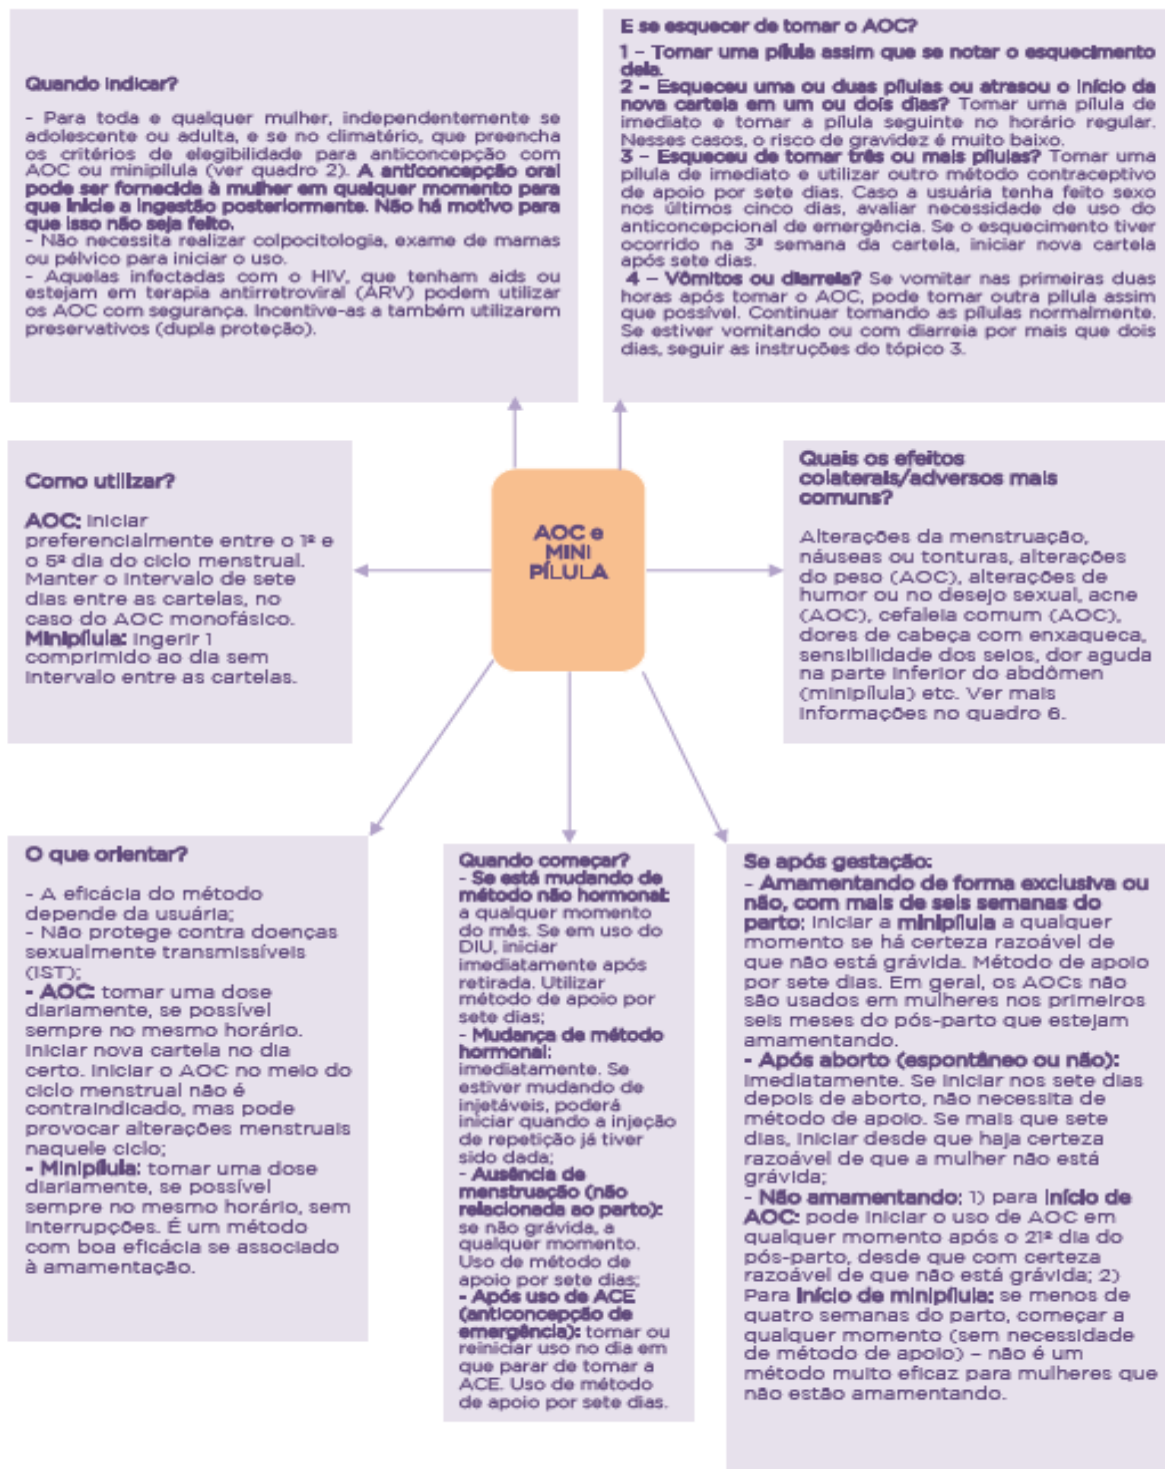 Quando indicar?
- Para toda e qualquer mulher, independentemente se
adolescente ou adulta, e se no climatério, que preencha
os critérios de elegibilidade para anticoncepção com
AOC ou minipílula (ver quadro 2). A anticoncepção oral
pode ser fornecida à mulher em qualquer momento para
que inicie a ingestão posteriormente. Não há motivo para
que isso não seja feito.
- Não necessita realizar colpocitologia, exame de mamas
ou pélvico para iniciar o uso.
- Aquelas infectadas com o HIV, que tenham aids ou
estejam em terapia antirretroviral (ARV) podem utilizar
os AOC com segurança. Incentive-as a também utilizarem
preservativos (dupla proteção).
E se esquecer de tomar o AOC?
1 – Tomar uma pílula assim que se notar o esquecimento
dela.
2 – Esqueceu uma ou duas pílulas ou atrasou o início da
nova cartela em um ou dois dias? Tomar uma pílula de
imediato e tomar a pílula seguinte no horário regular.
Nesses casos, o risco de gravidez é muito baixo.
3 – Esqueceu de tomar três ou mais pílulas? Tomar uma
pílula de imediato e utilizar outro método contraceptivo
de apoio por sete dias. Caso a usuária tenha feito sexo
nos últimos cinco dias, avaliar necessidade de uso do
anticoncepcional de emergência. Se o esquecimento tiver
ocorrido na 3ª semana da cartela, iniciar nova cartela
após sete dias.
4 – Vômitos ou diarreia? Se vomitar nas primeiras duas
horas após tomar o AOC, pode tomar outra pílula assim
que possível. Continuar tomando as pílulas normalmente.
Se estiver vomitando ou com diarreia por mais que dois
dias, seguir as instruções do tópico 3.
Como utilizar?
AOC: Iniciar
preferencialmente entre o 1º e
o 5º dia do ciclo menstrual.
Manter o intervalo de sete
dias entre as cartelas, no
caso do AOC monofásico.
Minipílula: Ingerir 1
comprimido ao dia sem
intervalo entre as cartelas.
AOC e
MINI
PÍLULA
Quais os efeitos
colaterais/adversos mais
comuns?
Alterações da menstruação,
náuseas ou tonturas, alterações
do peso (AOC), alterações de
humor ou no desejo sexual, acne
(AOC), cefaleia comum (AOC),
dores de cabeça com enxaqueca,
sensibilidade dos seios, dor aguda
na parte inferior do abdômen
(minipílula) etc. Ver mais
informações no quadro 6.
O que orientar?
- A eficácia do método
depende da usuária;
- Não protege contra doenças
sexualmente transmissíveis
(IST);
- AOC: tomar uma dose
diariamente, se possível
sempre no mesmo horário.
Iniciar nova cartela no dia
certo. Iniciar o AOC no meio do
ciclo menstrual não é
contraindicado, mas pode
provocar alterações menstruais
naquele ciclo;
- Minipílula: tomar uma dose
diariamente, se possível
sempre no mesmo horário, sem
interrupções. É um método
com boa eficácia se associado
à amamentação.
Quando começar?
- Se está mudando de
método não hormonal:
a qualquer momento
do mês. Se em uso do
DIU, iniciar
imediatamente após
retirada. Utilizar
método de apoio por
sete dias;
- Mudança de método
hormonal:
imediatamente. Se
estiver mudando de
injetáveis, poderá
iniciar quando a injeção
de repetição já tiver
sido dada;
- Ausência de
menstruação (não
relacionada ao parto):
se não grávida, a
qualquer momento.
Uso de método de
apoio por sete dias;
- Após uso de ACE
(anticoncepção de
emergência): tomar ou
reiniciar uso no dia em
que parar de tomar a
ACE. Uso de método
de apoio por sete dias.
Se após gestação:
- Amamentando de forma exclusiva ou
não, com mais de seis semanas do
parto: Iniciar a minipílula a qualquer
momento se há certeza razoável de
que não está grávida. Método de apoio
por sete dias. Em geral, os AOCs não
são usados em mulheres nos primeiros
seis meses do pós-parto que estejam
amamentando.
- Após aborto (espontâneo ou não):
Imediatamente. Se iniciar nos sete dias
depois de aborto, não necessita de
método de apoio. Se mais que sete
dias, iniciar desde que haja certeza
razoável de que a mulher não está
grávida;
- Não amamentando: 1) para início de
AOC: pode iniciar o uso de AOC em
qualquer momento após o 21º dia do
pós-parto, desde que com certeza
razoável de que não está grávida; 2)
Para início de minipílula: se menos de
quatro semanas do parto, começar a
qualquer momento (sem necessidade
de método de apoio) – não é um
método muito eficaz para mulheres que
não estão amamentando.